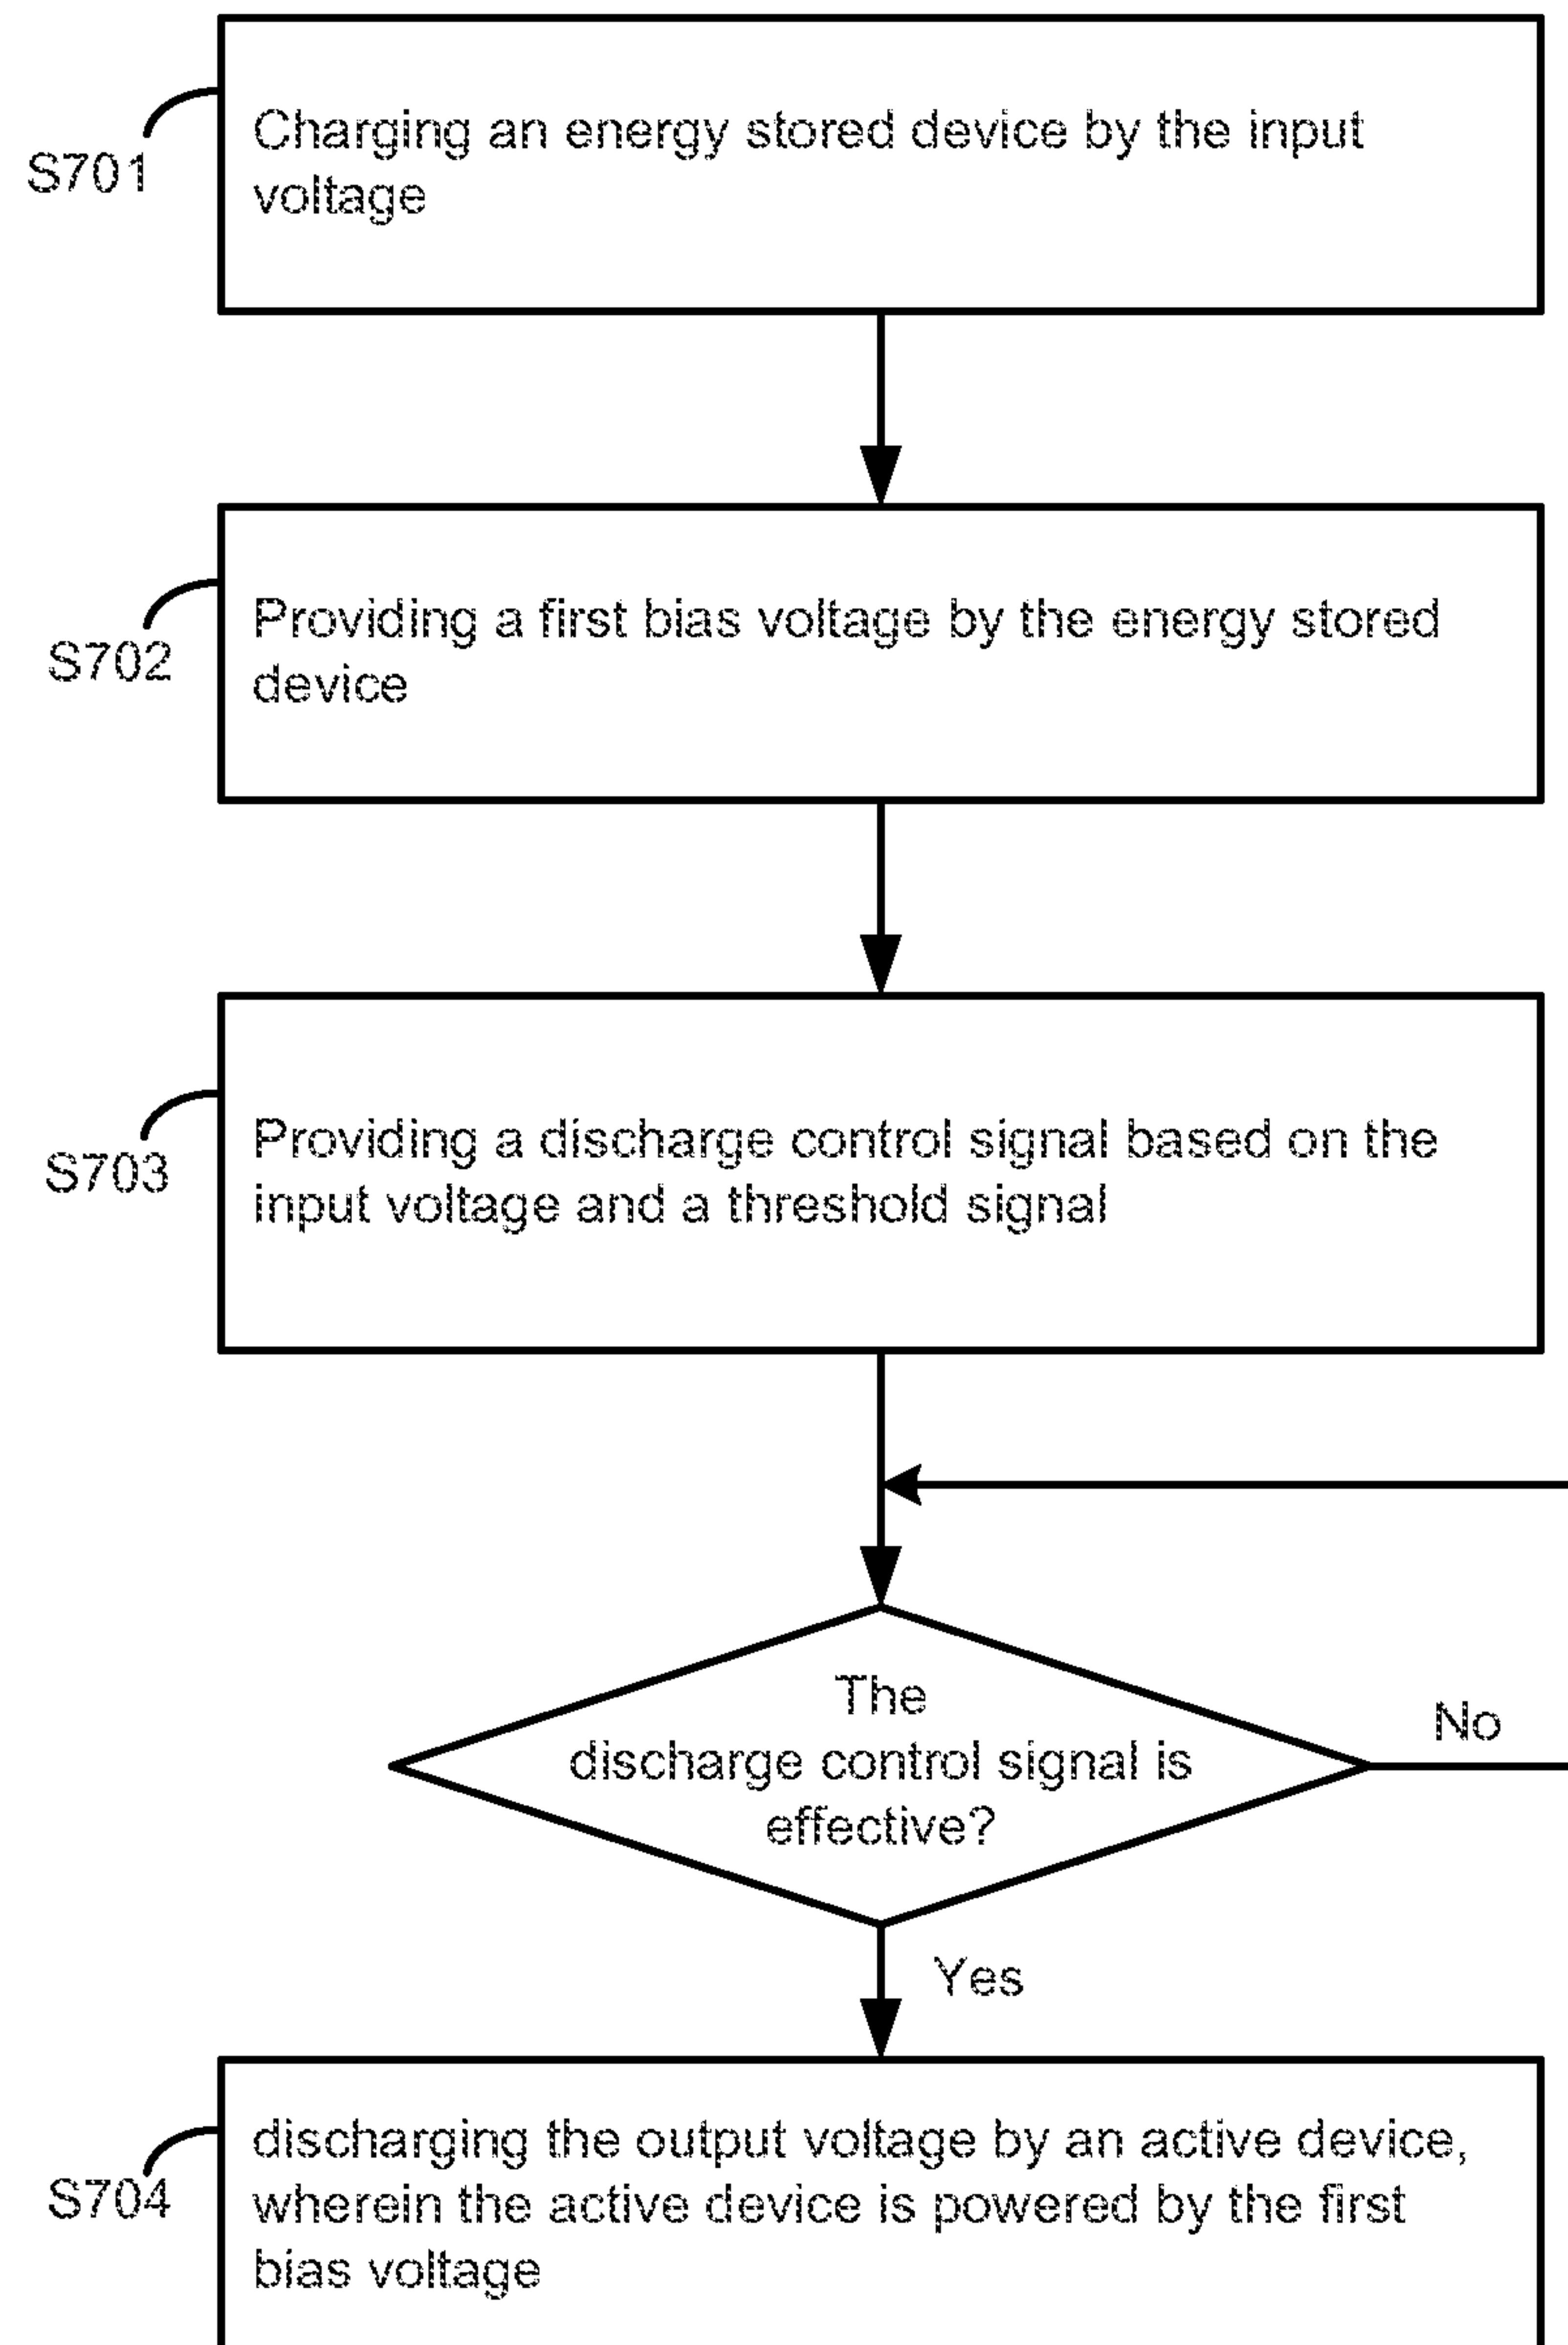 Charging an energy stored device by the input
voltage
S701
Providing a first bias voltage by the energy stored
device
S702
Providing a discharge control signal based on the
input voltage and a threshold signal
S703
The
discharge control signal is
effective?
No
Yes
discharging the output voltage by an active device,
wherein the active device is powered by the first
bias voltage
S704